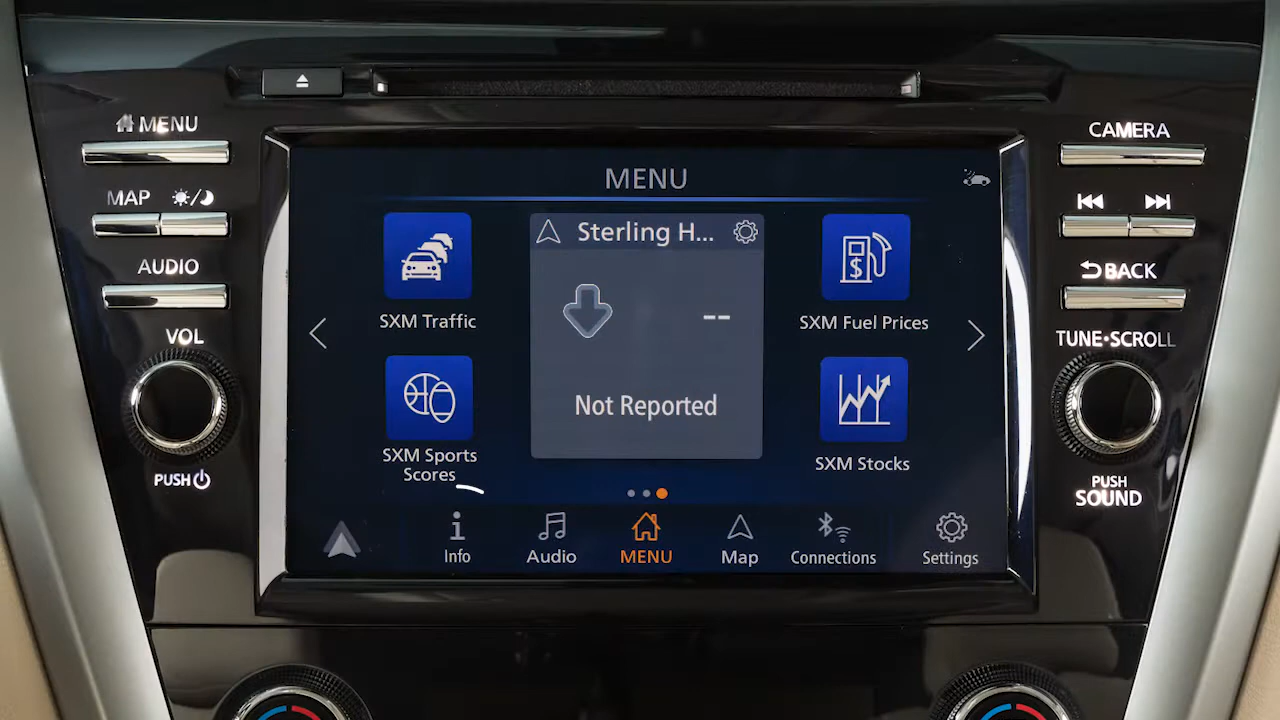 MENU
MAP
AUDIO
VOL
PUSH
MENU
Sterling H...
SXM Traffic
--
SXM Fuel Prices
Not Reported
SXM Sports
Scores
SXM Stocks
Info
Audio
MENU
Map
Connections
Settings
CAMERA
BACK
TUNE•SCROLL
PUSH
SOUND